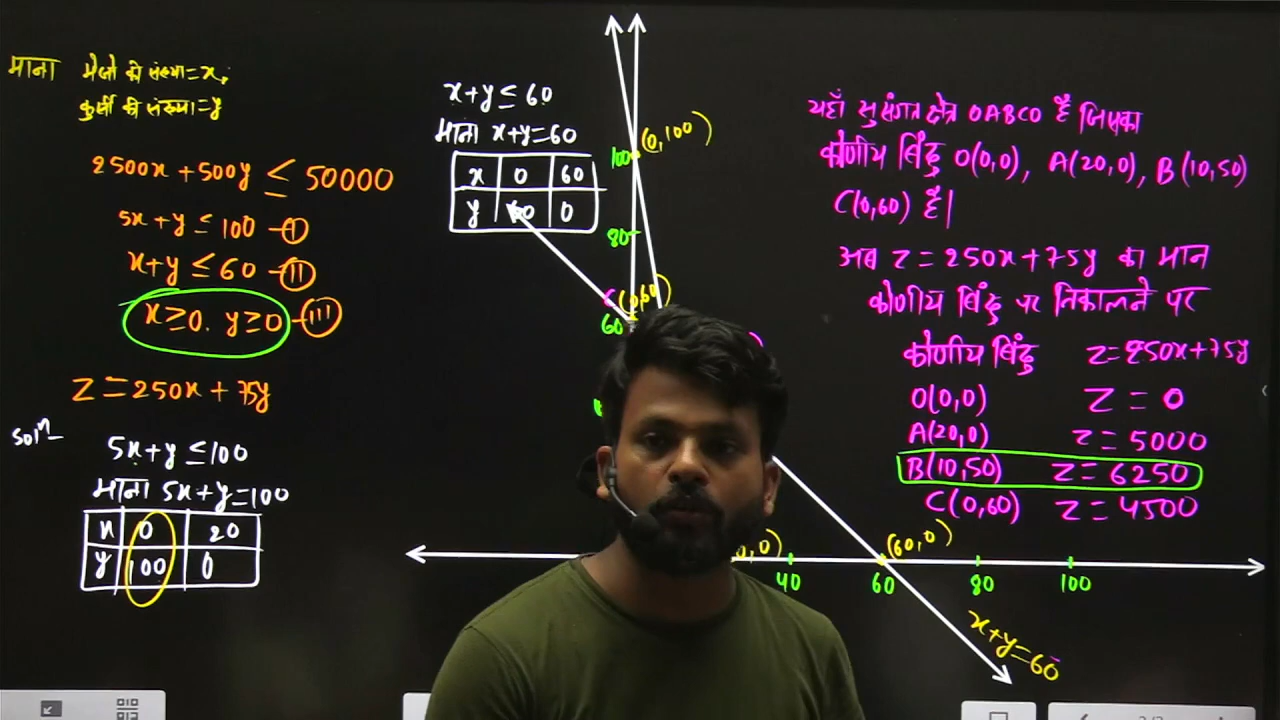 माना मेजो की संख्या = x,
कुर्सी की संख्या = y
2500x + 500y ≤ 50000
5x + y ≤ 100 - I
x + y ≤ 60 - II
x ≥ 0. y ≥ 0 - III
Z = 250x + 75y
Solⁿ
5x + y ≤ 100
माना 5x + y = 100
x 0 20
y 100 0
x + y ≤ 60
माना x + y = 60
x 0 60
y 60 0
(0,100)
100
80
C (0,60)
60
0,0)
(60,0)
40 60 80 100
x + y = 60
यहाँ सुसंगत क्षेत्र OABCO है जिसका
कोणीय बिंदु O(0,0), A(20,0), B(10,50)
C(0,60) है|
अब Z = 250x + 75y का मान
कोणीय बिंदु पर निकालने पर
कोणीय बिंदु Z = 250x + 75y
O(0,0) Z = 0
A(20,0) Z = 5000
B(10,50) Z = 6250
C(0,60) Z = 4500